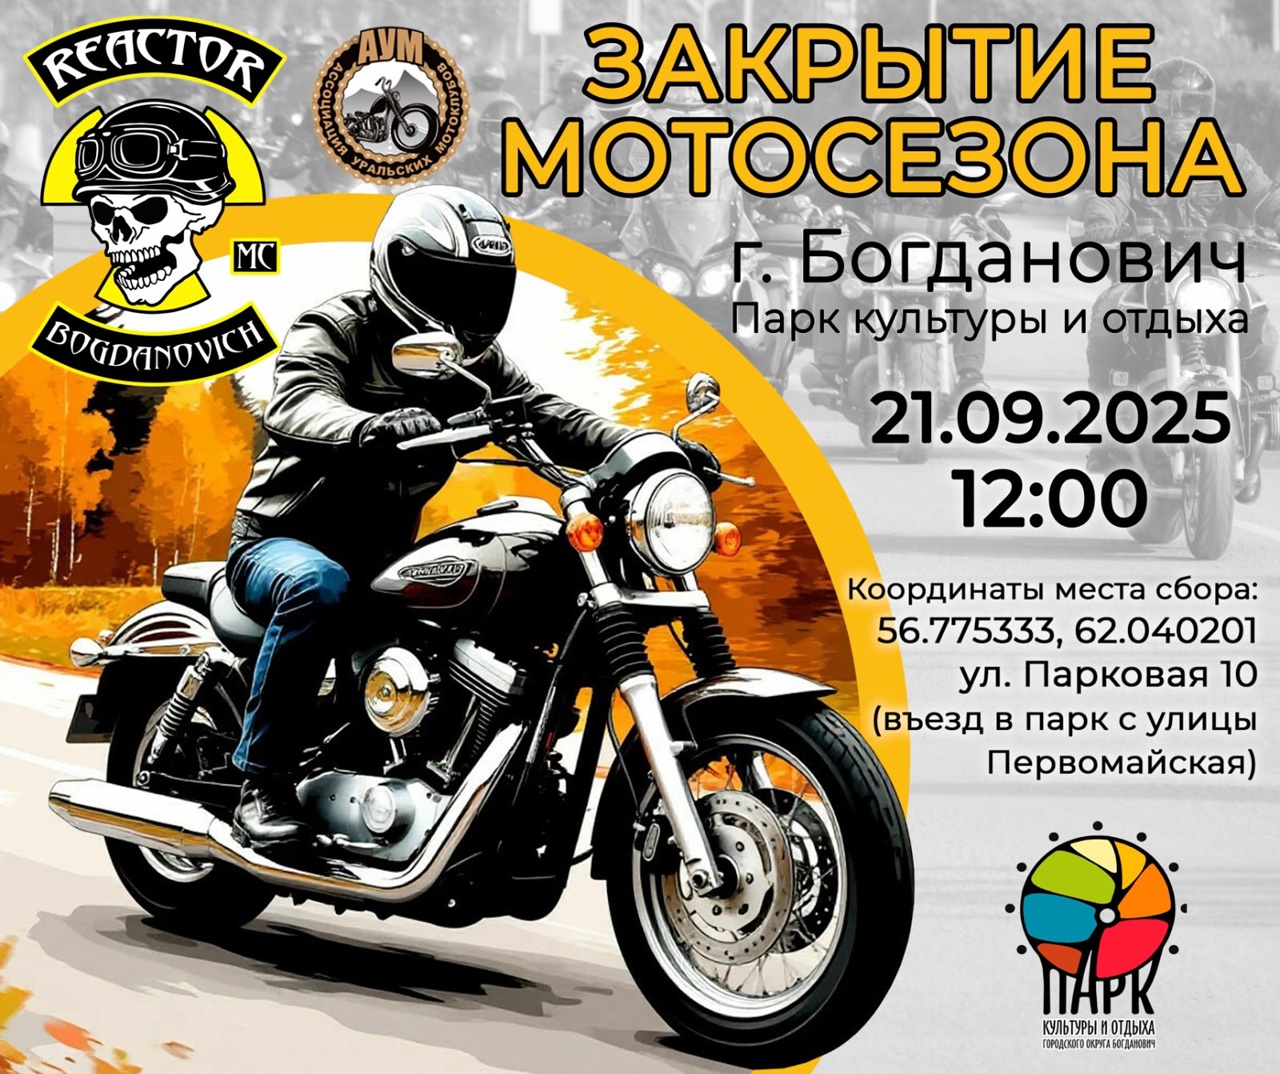 REACTOR
MC
BOGDANOVICH
АУМ
АССОЦИАЦИЯ УРАЛЬСКИХ МОТОКЛУБОВ
ЗАКРЫТИЕ
МОТОСЕЗОНА
г. Богданович
Парк культуры и отдыха
21.09.2025
12:00
Координаты места сбора:
56.775333, 62.040201
ул. Парковая 10
(въезд в парк с улицы
Первомайская)
ПАРК
КУЛЬТУРЫ И ОТДЫХА
ГОРОДСКОГО ОКРУГА БОГДАНОВИЧ